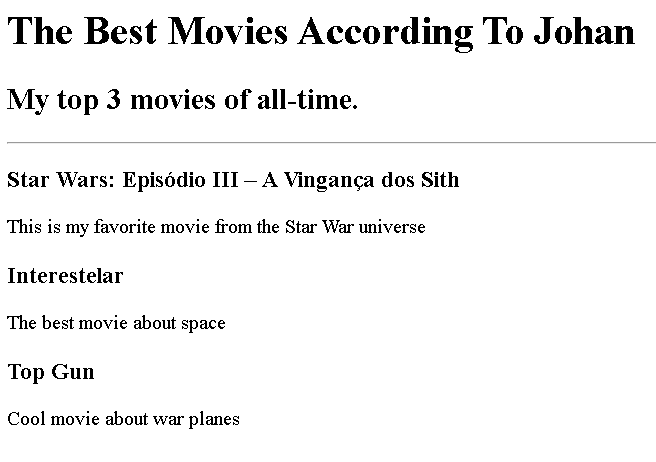 The Best Movies According To Johan
My top 3 movies of all-time.
Star Wars: Episódio III – A Vingança dos Sith
This is my favorite movie from the Star War universe
Interestelar
The best movie about space
Top Gun
Cool movie about war planes